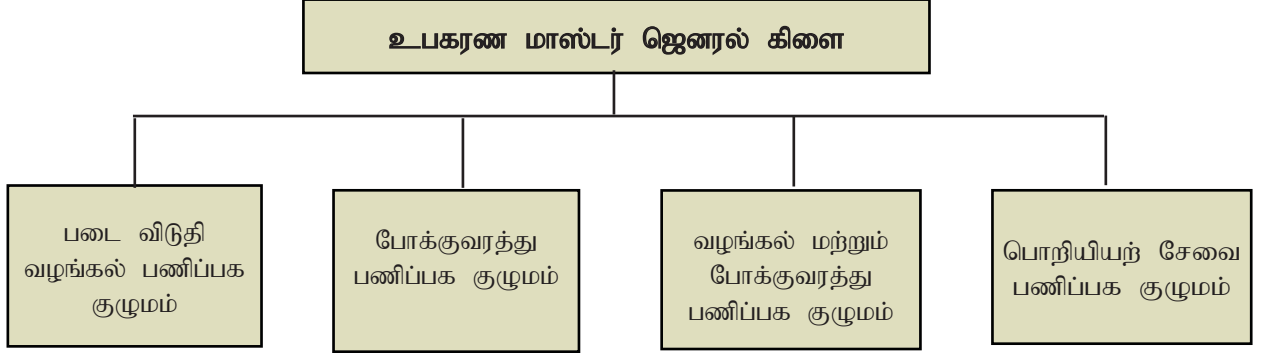 உபகரண மாஸ்டர் ஜெனரல் கிளை
படை விடுதி
வழங்கல் பணிப்பக
குழுமம்
போக்குவரத்து
பணிப்பக குழுமம்
வழங்கல் மற்றும்
போக்குவரத்து
பணிப்பக குழுமம்
பொறியியற் சேவை
பணிப்பக குழுமம்